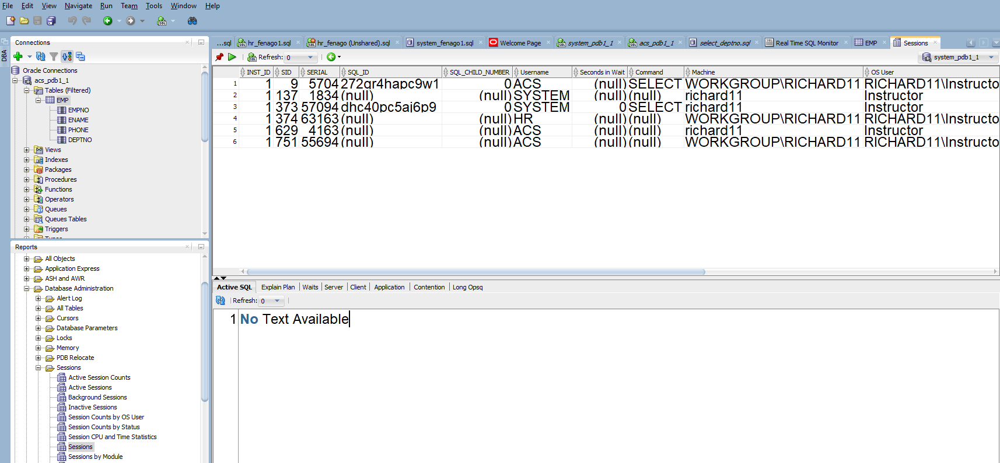 File Edit View Navigate Run Team Tools Window Help
DBA
Connections
Oracle Connections
acs_pdb1_1
Tables (Filtered)
EMP
EMPNO
ENAME
PHONE
DEPTNO
Views
Indexes
Packages
Procedures
Functions
Operators
Queues
Queues Tables
Triggers
Reports
All Objects
Application Express
ASH and AWR
Database Administration
Alert Log
All Tables
Cursors
Database Parameters
Locks
Memory
PDB Relocate
Sessions
Active Session Counts
Active Sessions
Background Sessions
Inactive Sessions
Session Counts by OS User
Session Counts by Status
Session CPU and Time Statistics
Sessions
Sessions by Module
...sql hr_fenago1.sql hr_fenago (Unshared).sql system_fenago1.sql Welcome Page system_pdb1_1 acs_pdb1_1 select_deptno.sql Real Time SQL Monitor EMP Sessions
Refresh: 0 system_pdb1_1
INST_ID SID SERIAL SQL_ID SQL_CHILD_NUMBER Username Seconds in Wait Command Machine OS User
1 1 9 5704 272qr4hapc9w1 0 ACS (null) SELECT WORKGROUP\RICHARD11 RICHARD11\Instructo
2 1 137 1834 (null) (null) SYSTEM (null) (null) richard11 Instructor
3 1 373 57094 dhc40pc5aj6p9 0 SYSTEM 0 SELECT richard11 Instructor
4 1 374 63163 (null) (null) HR (null) (null) WORKGROUP\RICHARD11 RICHARD11\Instructo
5 1 629 4163 (null) (null) ACS (null) (null) richard11 Instructor
6 1 751 55694 (null) (null) ACS (null) (null) WORKGROUP\RICHARD11 RICHARD11\Instructo
Active SQL Explain Plan Waits Server Client Application Contention Long Opsq
Refresh: 0
1 No Text Available